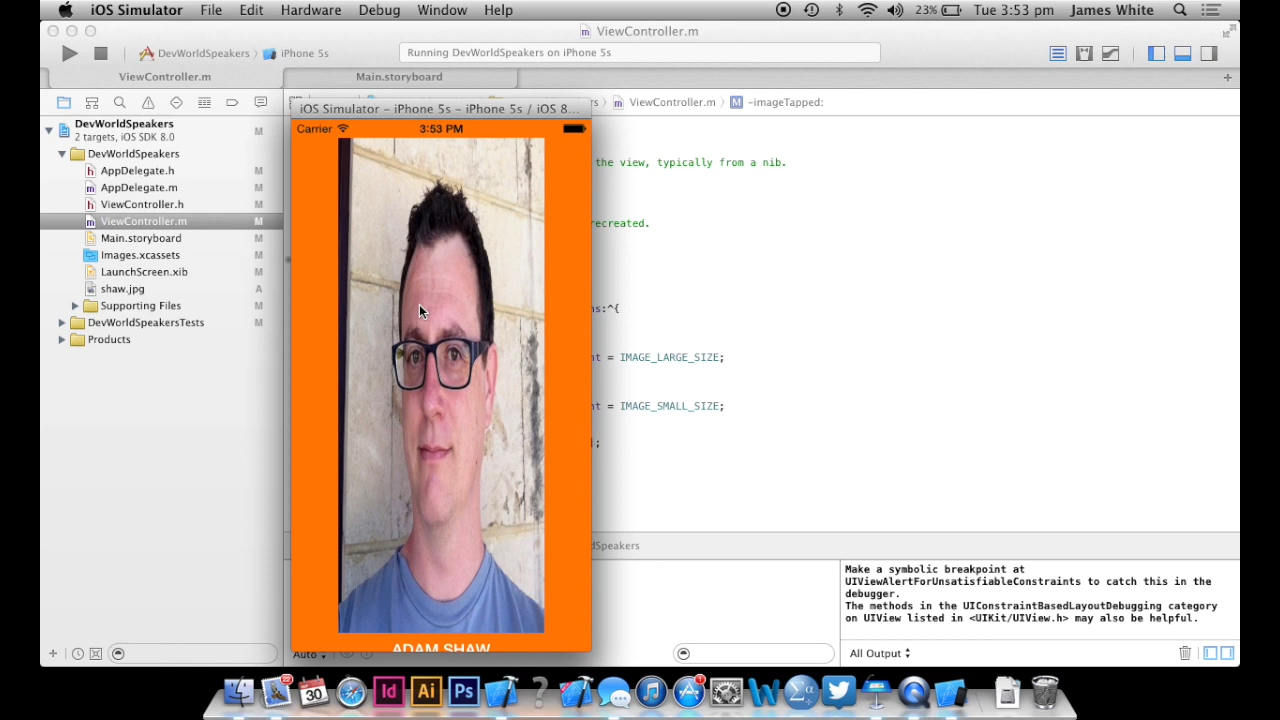 iOS Simulator File Edit Hardware Debug Window Help 23% Tue 3:53 pm James White
ViewController.m
DevWorldSpeakers iPhone 5s Running DevWorldSpeakers on iPhone 5s
ViewController.m Main.storyboard
iOS Simulator – iPhone 5s – iPhone 5s / iOS 8... ViewController.m M -imageTapped:
DevWorldSpeakers M
2 targets, iOS SDK 8.0
DevWorldSpeakers
h AppDelegate.h M
m AppDelegate.m M
h ViewController.h M
m ViewController.m M
Main.storyboard M
Images.xcassets M
LaunchScreen.xib M
shaw.jpg A
Supporting Files M
DevWorldSpeakersTests M
Products
Carrier 3:53 PM
ADAM SHAW
the view, typically from a nib.
recreated.
ns:^{
nt = IMAGE_LARGE_SIZE;
nt = IMAGE_SMALL_SIZE;
];
dSpeakers
Make a symbolic breakpoint at
UIViewAlertForUnsatisfiableConstraints to catch this in the
debugger.
The methods in the UIConstraintBasedLayoutDebugging category
on UIView listed in <UIKit/UIView.h> may also be helpful.
Auto
All Output
30 Id Ai Ps ? 1